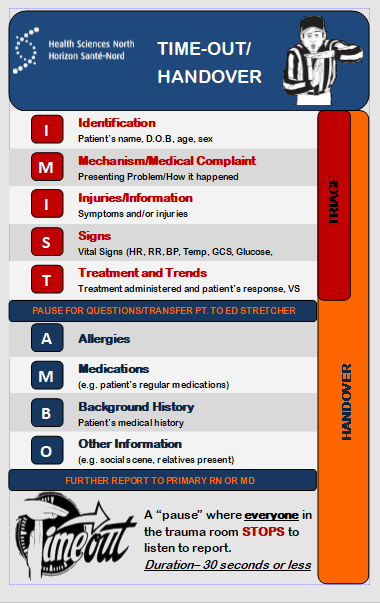 Health Sciences North
Horizon Santé-Nord
TIME-OUT/
HANDOVER
I
Identification
Patient's name, D.O.B, age, sex
M
Mechanism/Medical Complaint
Presenting Problem/How it happened
I
Injuries/Information
Symptoms and/or injuries
S
Signs
Vital Signs (HR, RR, BP, Temp, GCS, Glucose,
T
Treatment and Trends
Treatment administered and patient's response, VS
TRIAGE
PAUSE FOR QUESTIONS/TRANSFER PT. TO ED STRETCHER
A
Allergies
M
Medications
(e.g. patient's regular medications)
B
Background History
Patient's medical history
O
Other Information
(e.g. social scene, relatives present)
HANDOVER
FURTHER REPORT TO PRIMARY RN OR MD
Timeout
A “pause” where everyone in
the trauma room STOPS to
listen to report.
Duration– 30 seconds or less